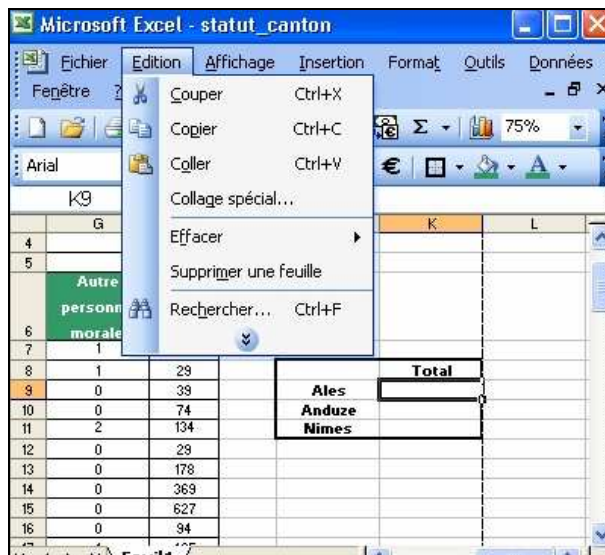 Microsoft Excel - statut_canton
Fichier Edition Affichage Insertion Format Outils Données
Fenêtre ?
Couper Ctrl+X
Copier Ctrl+C
Coller Ctrl+V
Collage spécial...
Effacer
Supprimer une feuille
Rechercher... Ctrl+F
Σ 75%
Arial € A
K9
G K L
4
5
6 Autre personn morale
7 1
8 1 29 Total
9 0 39 Ales
10 0 74 Anduze
11 2 134 Nimes
12 0 29
13 0 178
14 0 369
15 0 627
16 0 94